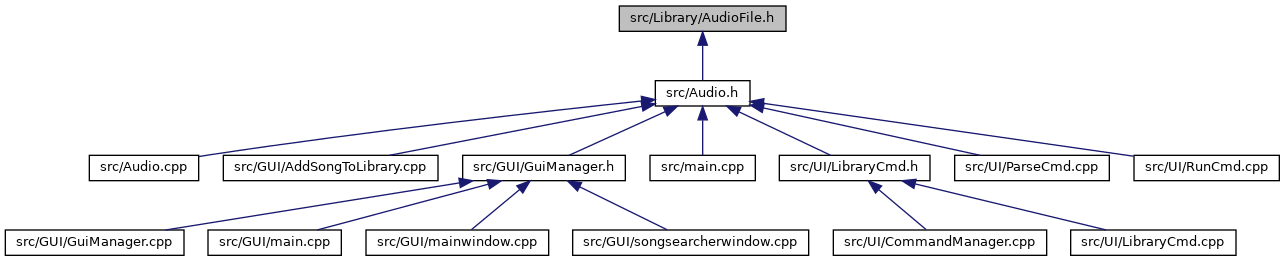 src/Library/AudioFile.h
src/Audio.h
src/Audio.cpp
src/GUI/AddSongToLibrary.cpp
src/GUI/GuiManager.h
src/main.cpp
src/UI/LibraryCmd.h
src/UI/ParseCmd.cpp
src/UI/RunCmd.cpp
src/GUI/GuiManager.cpp
src/GUI/main.cpp
src/GUI/mainwindow.cpp
src/GUI/songsearcherwindow.cpp
src/UI/CommandManager.cpp
src/UI/LibraryCmd.cpp